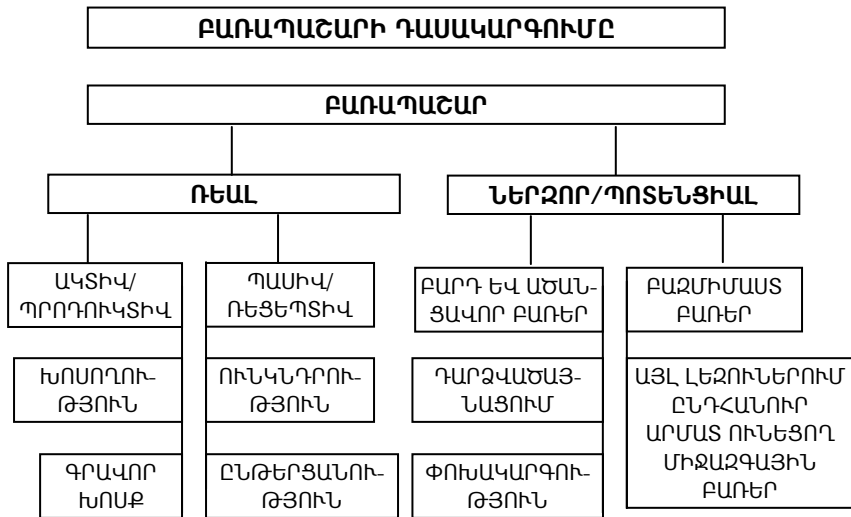 ԲԱՌԱՊԱՇԱՐԻ ԴԱՍԱԿԱՐԳՈՒՄԸ
ԲԱՌԱՊԱՇԱՐ
ՌԵԱԼ
ՆԵՐԶՈՐ/ՊՈՏԵՆՑԻԱԼ
ԱԿՏԻՎ/
ՊՐՈԴՈՒԿՏԻՎ
ՊԱՍԻՎ/
ՌԵՑԵՊՏԻՎ
ԲԱՐԴ ԵՎ ԱԾԱՆ-
ՑԱՎՈՐ ԲԱՌԵՐ
ԲԱԶՄԻՄԱՍՏ
ԲԱՌԵՐ
ԽՈՍՈՂՈՒ-
ԹՅՈՒՆ
ՈՒՆԿՆԴՐՈՒ-
ԹՅՈՒՆ
ԴԱՐՁՎԱԾԱՅ-
ՆԱՑՈՒՄ
ԱՅԼ ԼԵԶՈՒՆԵՐՈՒՄ
ԸՆԴՀԱՆՈՒՐ
ԱՐՄԱՏ ՈՒՆԵՑՈՂ
ՄԻՋԱԶԳԱՅԻՆ
ԲԱՌԵՐ
ԳՐԱՎՈՐ
ԽՈՍՔ
ԸՆԹԵՐՑԱՆՈՒ-
ԹՅՈՒՆ
ՓՈԽԱԿԱՐԳՈՒ-
ԹՅՈՒՆ